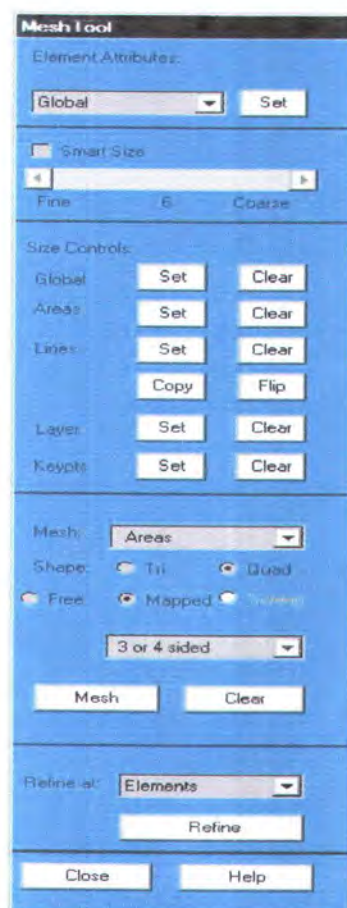 MeshTool
Element Attributes:
Global Set
Smart Size
Fine 6 Coarse
Size Controls:
Global Set Clear
Areas Set Clear
Lines Set Clear
Copy Flip
Layer Set Clear
Keypts Set Clear
Mesh: Areas
Shape: Tri Quad
Free Mapped
3 or 4 sided
Mesh Clear
Refine at: Elements
Refine
Close Help